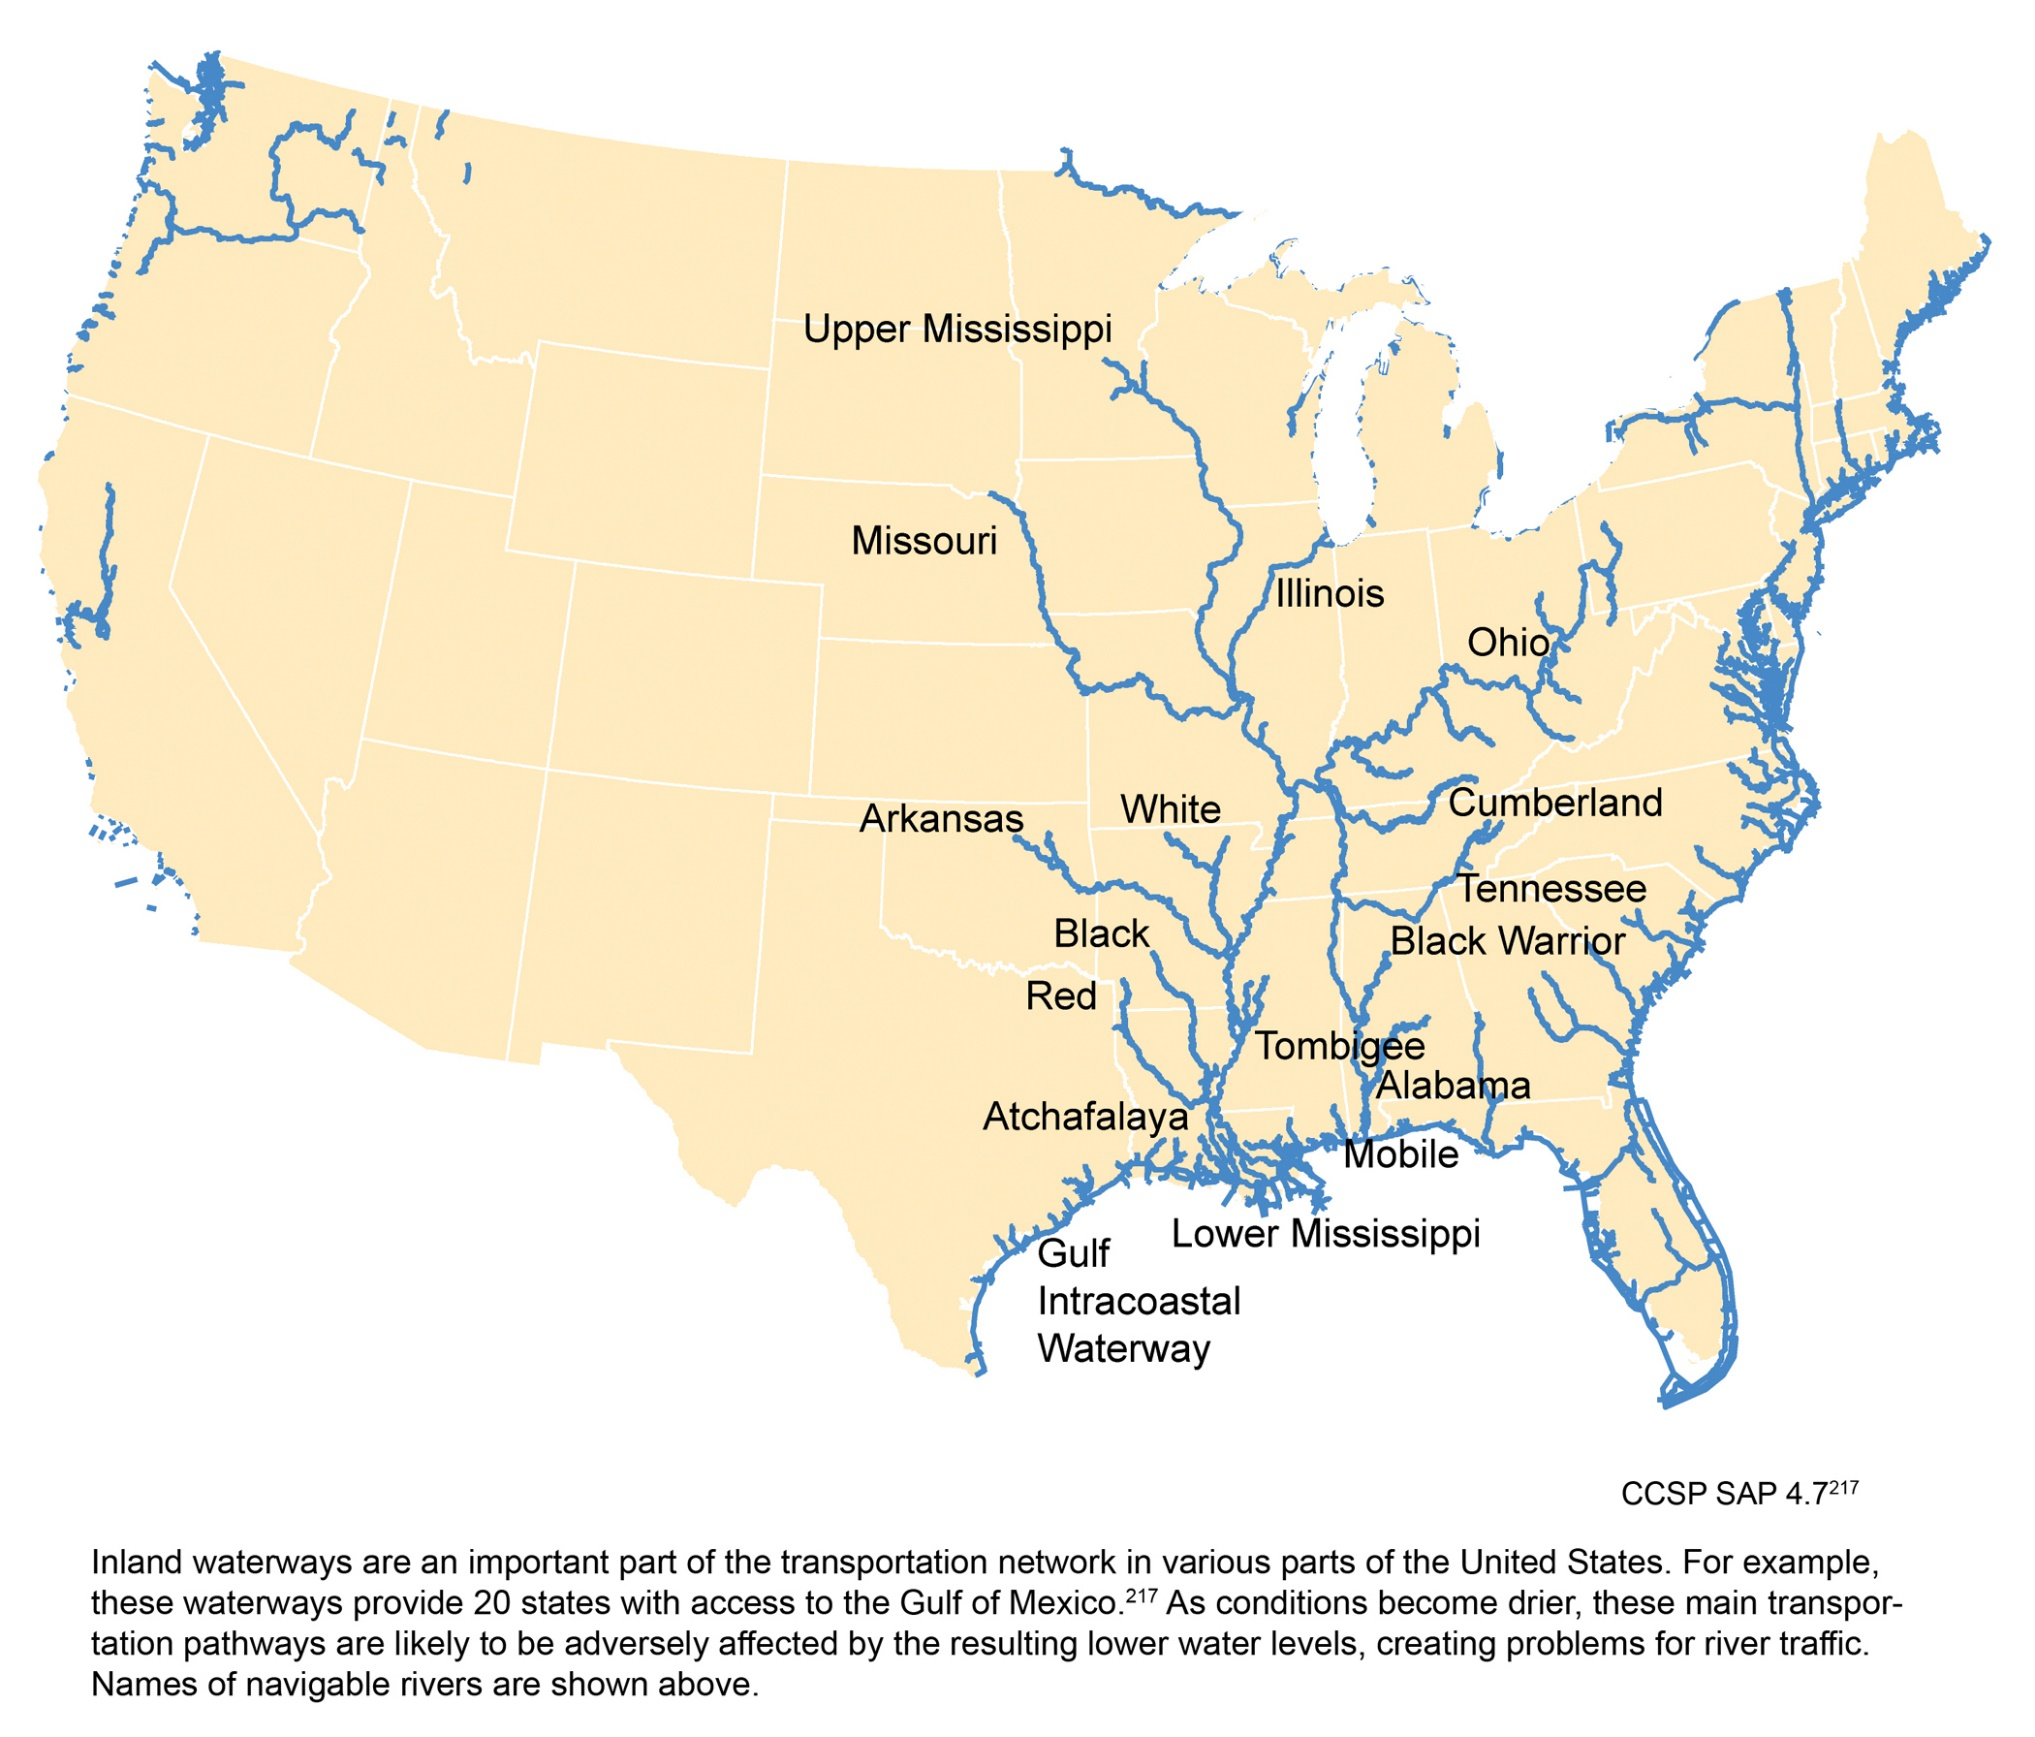 Upper Mississippi
Missouri
Illinois
Ohio
Arkansas
White
Cumberland
Tennessee
Black
Black Warrior
Red
Tombigee
Alabama
Atchafalaya
Mobile
Lower Mississippi
Gulf
Intracoastal
Waterway
CCSP SAP 4.7²¹⁷
Inland waterways are an important part of the transportation network in various parts of the United States. For example,
these waterways provide 20 states with access to the Gulf of Mexico.²¹⁷ As conditions become drier, these main transpor-
tation pathways are likely to be adversely affected by the resulting lower water levels, creating problems for river traffic.
Names of navigable rivers are shown above.